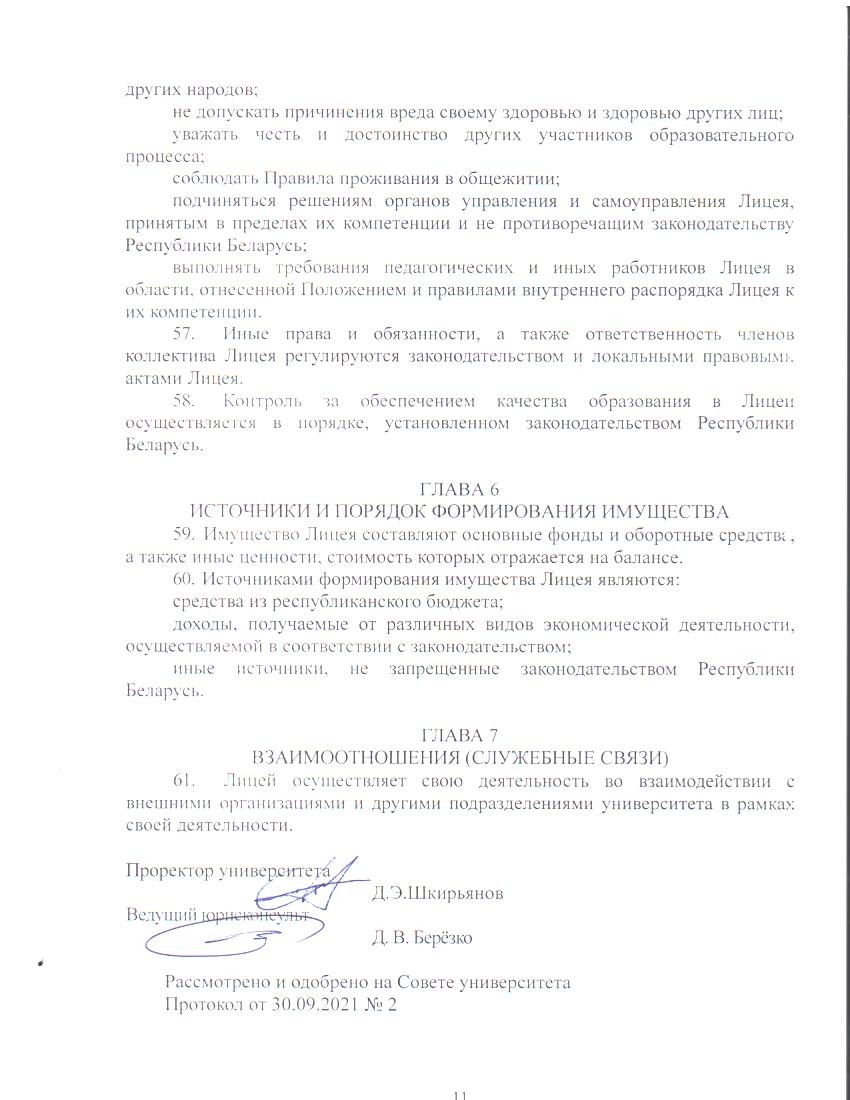 других народов;
не допускать причинения вреда своему здоровью и здоровью других лиц;
уважать честь и достоинство других участников образовательного
процесса;
соблюдать Правила проживания в общежитии;
подчиняться решениям органов управления и самоуправления Лицея,
принятым в пределах их компетенции и не противоречащим законодательству
Республики Беларусь;
выполнять требования педагогических и иных работников Лицея в
области, отнесенной Положением и правилами внутреннего распорядка Лицея к
их компетенции.
57. Иные права и обязанности, а также ответственность членов
коллектива Лицея регулируются законодательством и локальными правовыми
актами Лицея.
58. Контроль за обеспечением качества образования в Лицеи
осуществляется в порядке, установленном законодательством Республики
Беларусь.
ГЛАВА 6
ИСТОЧНИКИ И ПОРЯДОК ФОРМИРОВАНИЯ ИМУЩЕСТВА
59. Имущество Лицея составляют основные фонды и оборотные средства,
а также иные ценности, стоимость которых отражается на балансе.
60. Источниками формирования имущества Лицея являются:
средства из республиканского бюджета;
доходы, получаемые от различных видов экономической деятельности,
осуществляемой в соответствии с законодательством;
иные источники, не запрещенные законодательством Республики
Беларусь.
ГЛАВА 7
ВЗАИМООТНОШЕНИЯ (СЛУЖЕБНЫЕ СВЯЗИ)
61. Лицей осуществляет свою деятельность во взаимодействии с
внешними организациями и другими подразделениями университета в рамках
своей деятельности.
Проректор университета
Д.Э.Шкирьянов
Ведущий юрисконсульт
Д. В. Берёзко
Рассмотрено и одобрено на Совете университета
Протокол от 30.09.2021 № 2
11